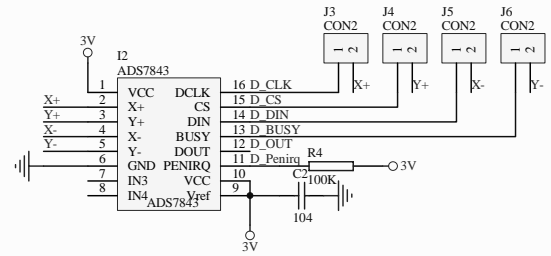 J3 J4 J5 J6
CON2 CON2 CON2 CON2
1 2 1 2 1 2 1 2
3V
I2
ADS7843
1 VCC DCLK 16 D_CLK X+ Y+ X- Y-
X+ 2 X+ CS 15 D_CS
Y+ 3 Y+ DIN 14 D_DIN
X- 4 X- BUSY 13 D_BUSY
Y- 5 Y- DOUT 12 D_OUT
6 GND PENIRQ 11 D_Penirq R4 3V
7 IN3 VCC 10 C2 100K
8 IN4 Vref 9
ADS7843
104
3V